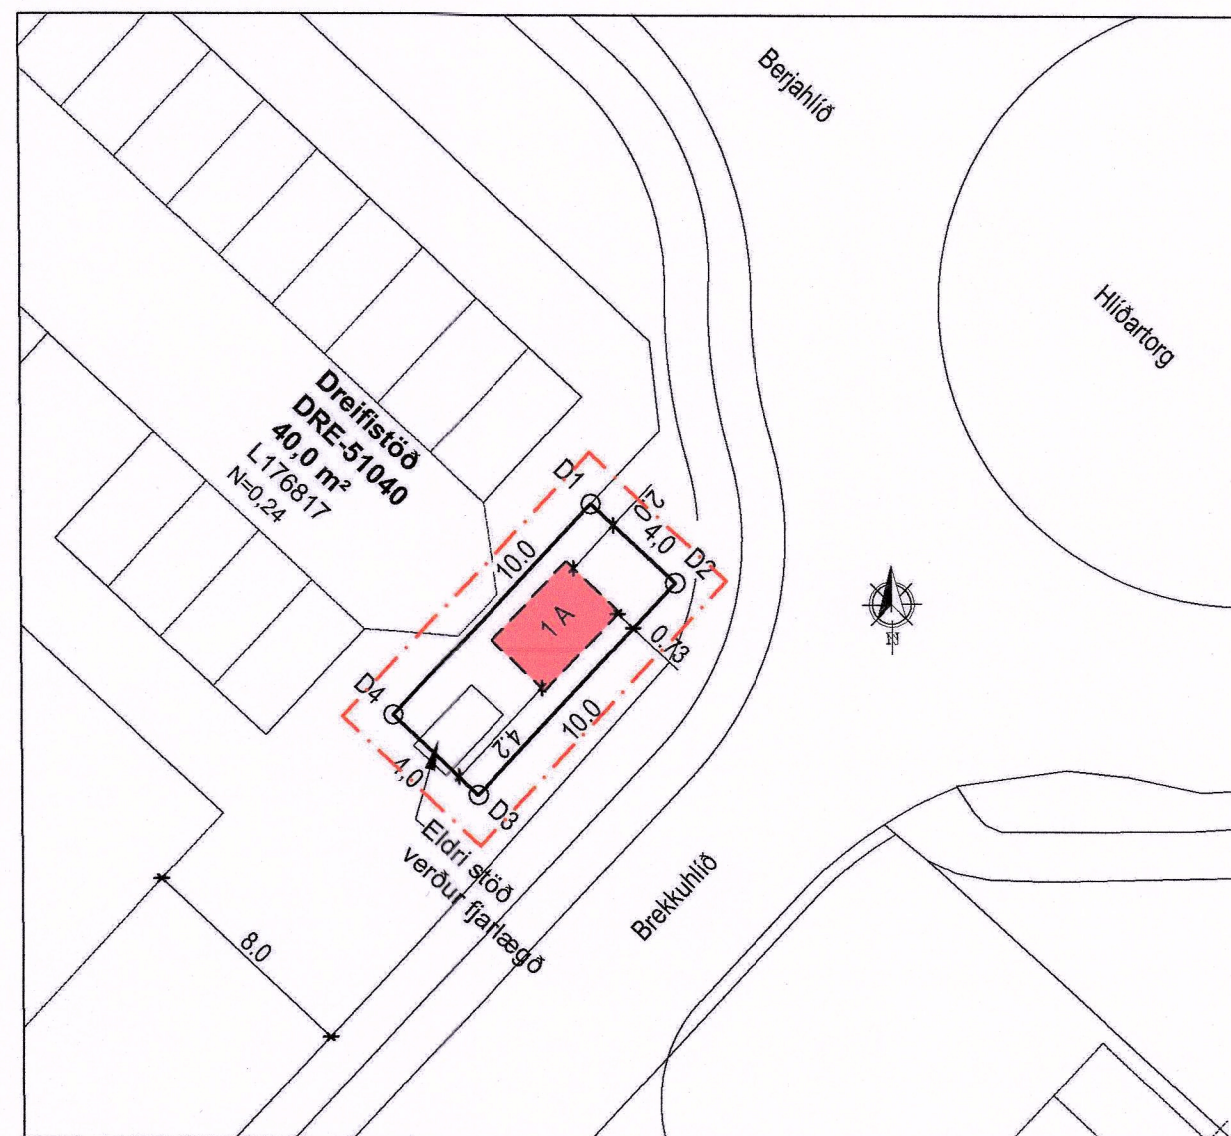 Berjahlíð
Hlíðartorg
Dreifistöð
DRE-51040
40,0 m²
L176817
N=0,24
D1
2.0
4,0
D2
10.0
1 A
0.73
D4
10.0
4.2
4,0
D3
Eldri stöð
verður fjarlægð
Brekkuhlíð
8.0
N